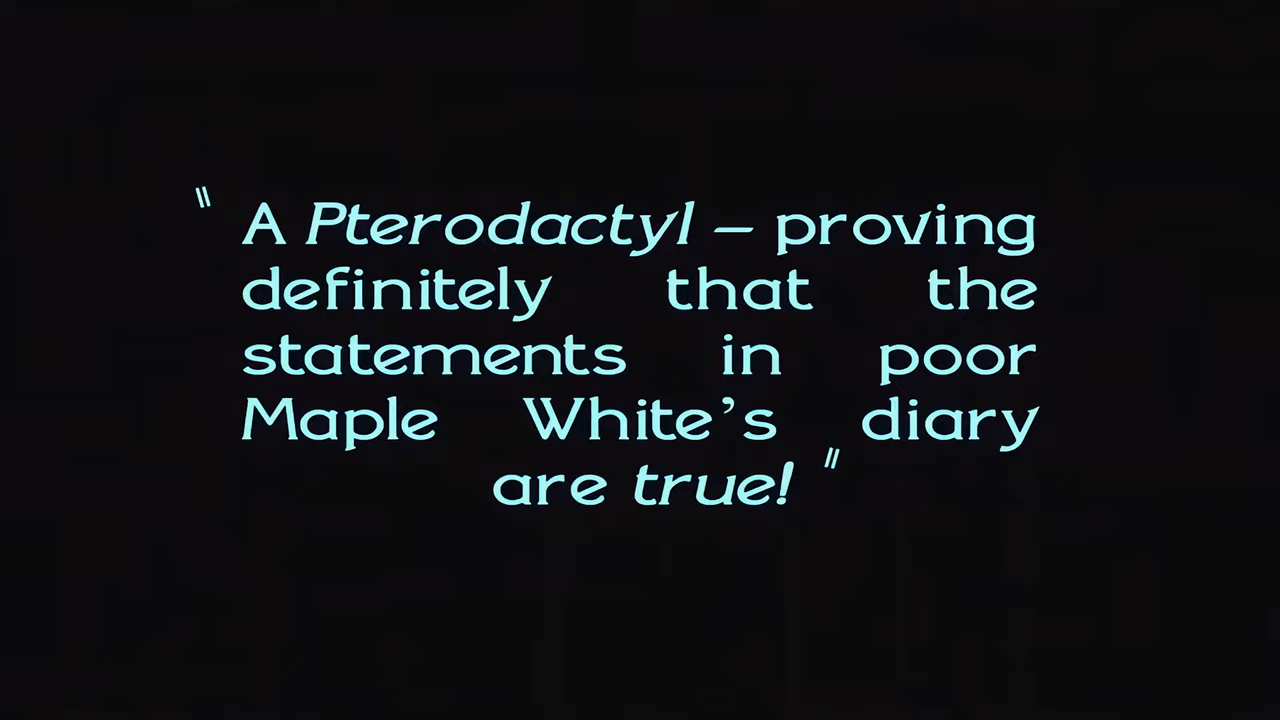 " A Pterodactyl – proving
definitely that the
statements in poor
Maple White’s diary
are true! "